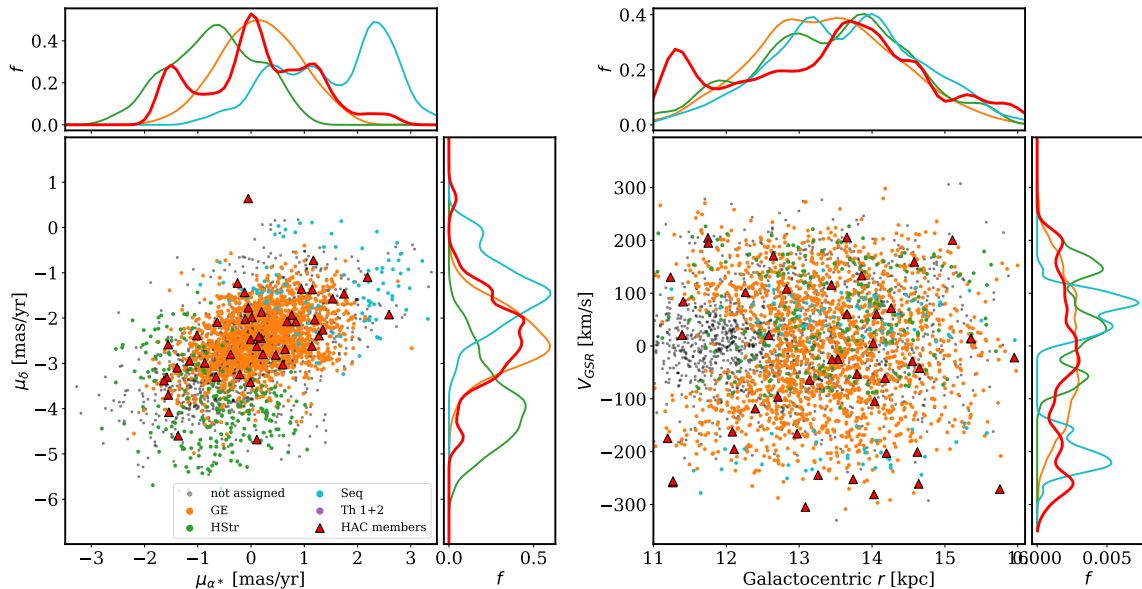 0.4
0.2
0.0
f
0.4
0.2
0.0
f
1
0
−1
−2
−3
−4
−5
−6
μδ [mas/yr]
not assigned
GE
HStr
Seq
Th 1+2
HAC members
−3 −2 −1 0 1 2 3
μα* [mas/yr]
0.0 0.5
f
300
200
100
0
−100
−200
−300
VGSR [km/s]
11 12 13 14 15 16
Galactocentric r [kpc]
0.000 0.005
f